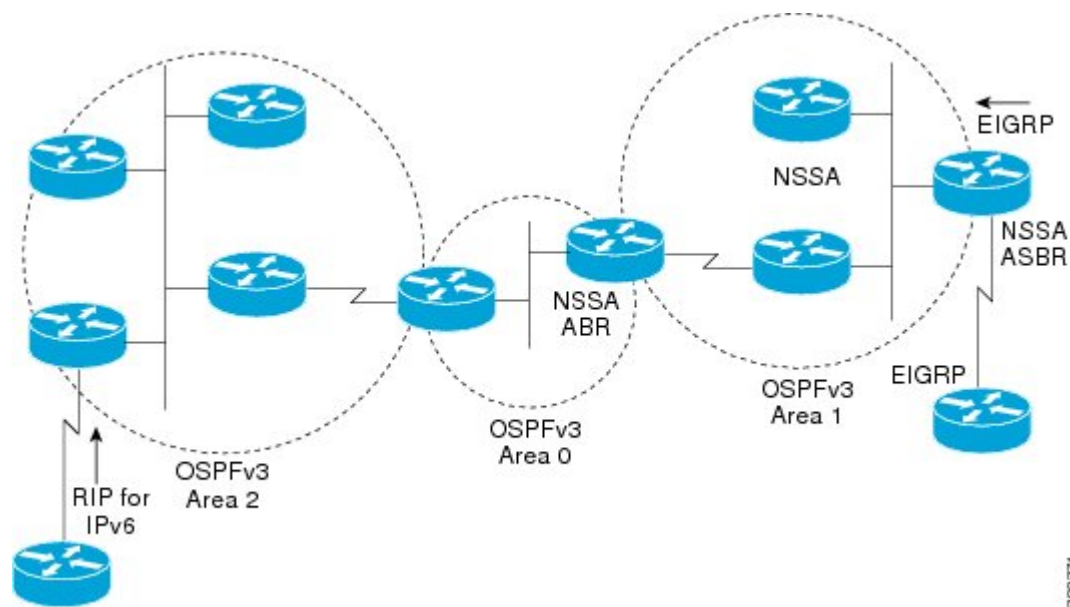 EIGRP
NSSA
NSSA
ASBR
NSSA
ABR
EIGRP
OSPFv3
Area 1
OSPFv3
Area 0
OSPFv3
Area 2
RIP for
IPv6